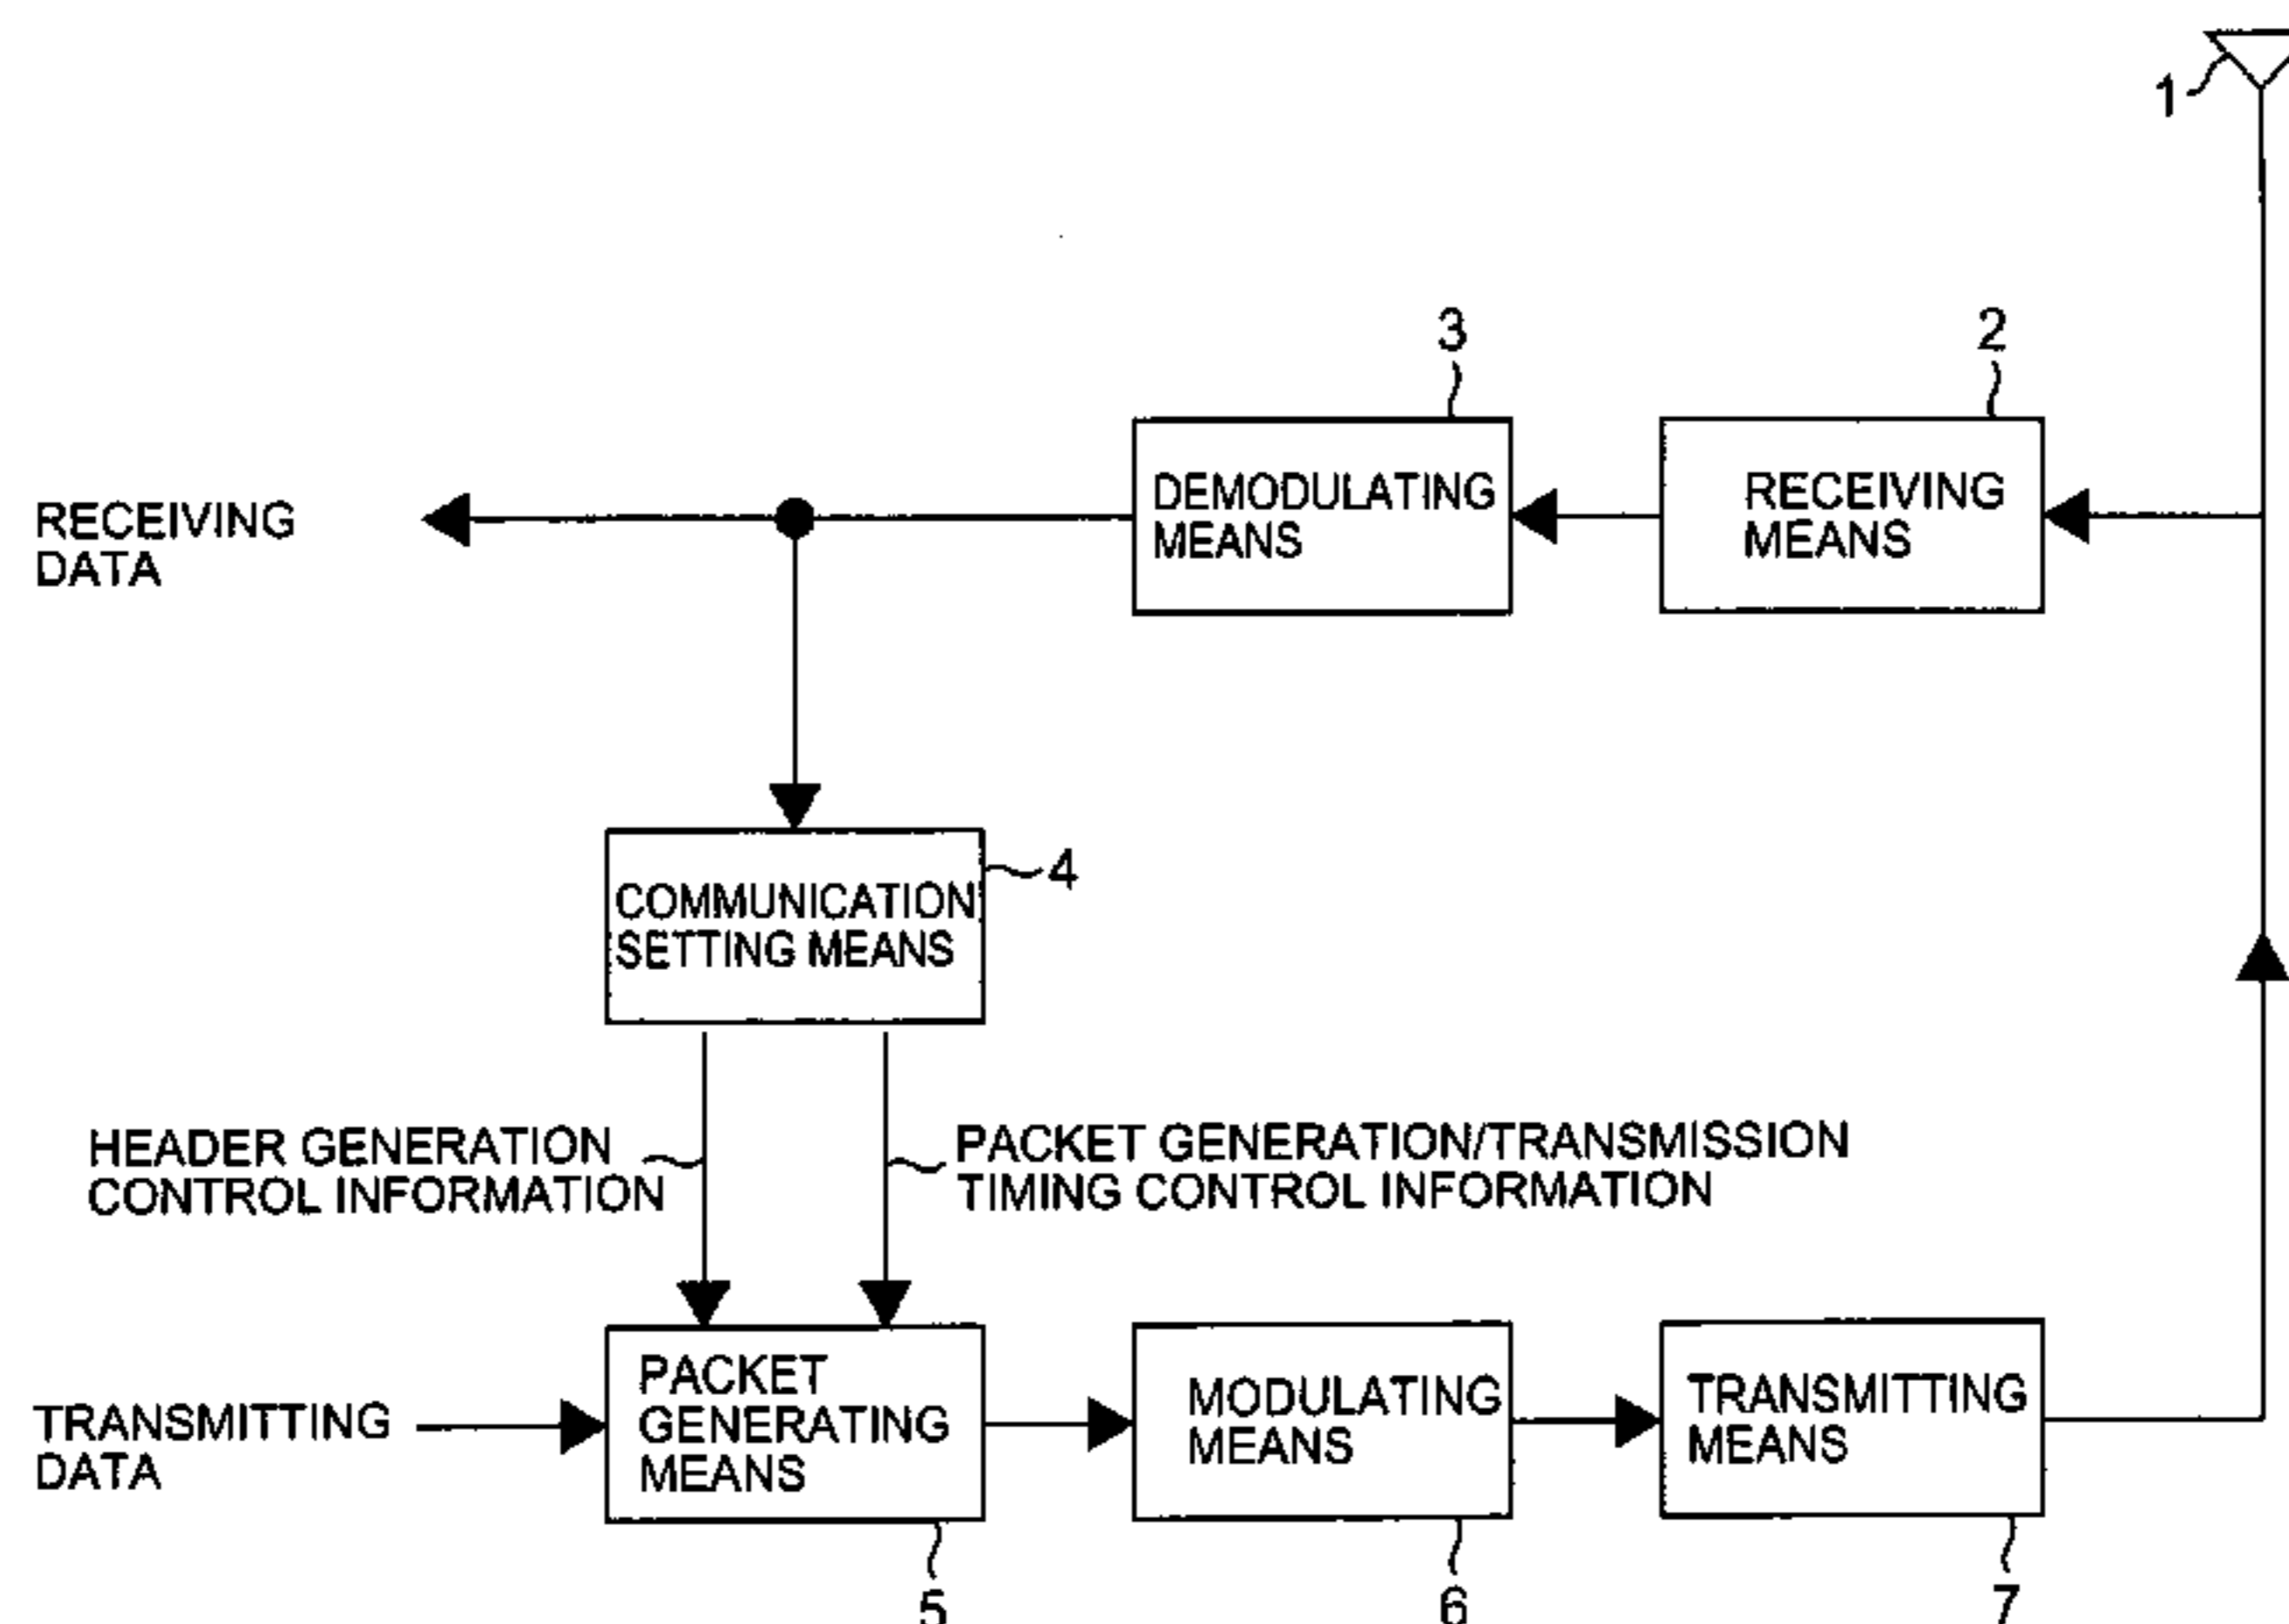 1
3
2
DEMODULATING
MEANS
RECEIVING
MEANS
RECEIVING
DATA
COMMUNICATION
SETTING MEANS
4
HEADER GENERATION
CONTROL INFORMATION
PACKET GENERATION/TRANSMISSION
TIMING CONTROL INFORMATION
TRANSMITTING
DATA
PACKET
GENERATING
MEANS
MODULATING
MEANS
TRANSMITTING
MEANS
5
6
7